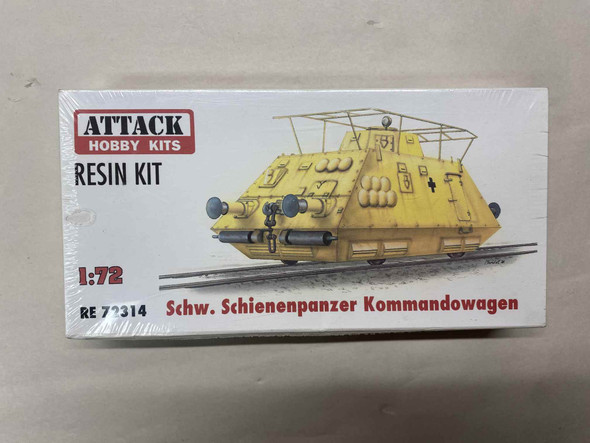 ATTACK
HOBBY KITS
RESIN KIT
1:72
RE 72314
Schw. Schienenpanzer Kommandowagen